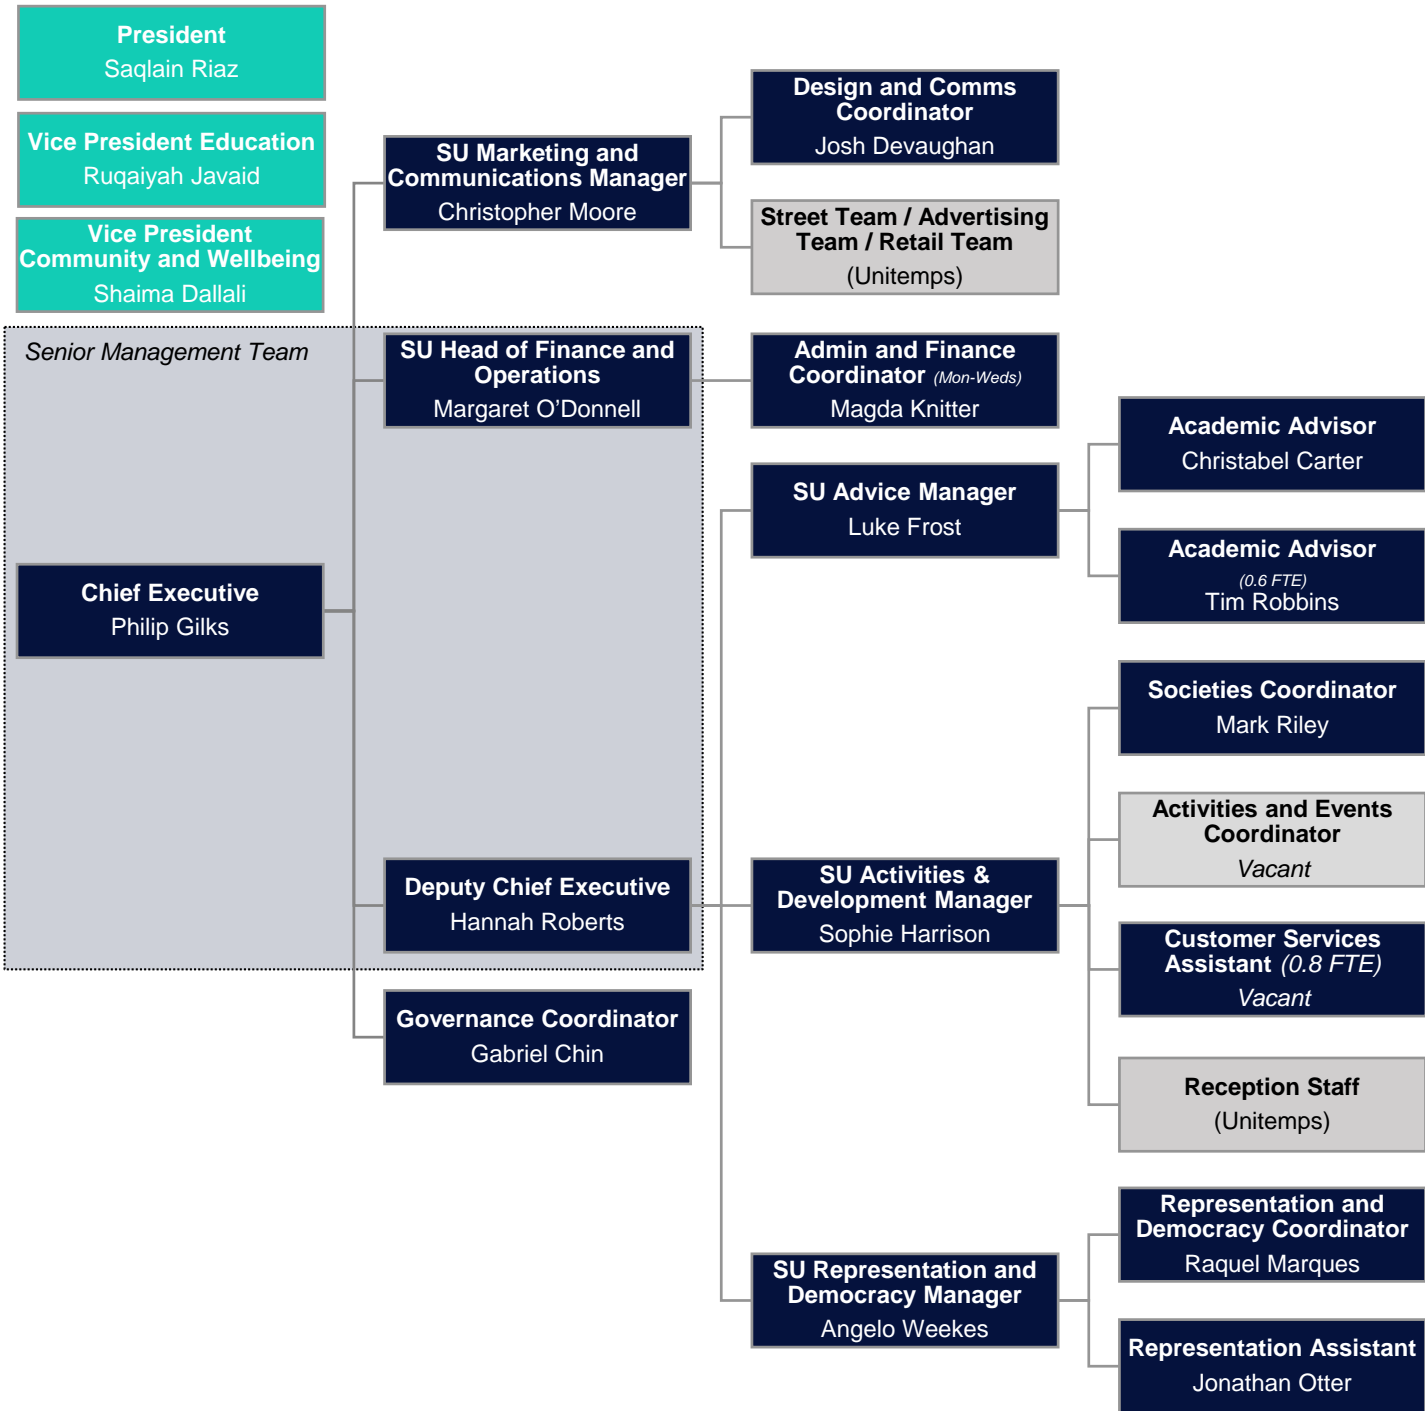 President
Saqlain Riaz
Vice President Education
Ruqaiyah Javaid
Vice President
Community and Wellbeing
Shaima Dallali
Senior Management Team
Chief Executive
Philip Gilks
SU Marketing and
Communications Manager
Christopher Moore
SU Head of Finance and
Operations
Margaret O’Donnell
Deputy Chief Executive
Hannah Roberts
Governance Coordinator
Gabriel Chin
Design and Comms
Coordinator
Josh Devaughan
Street Team / Advertising
Team / Retail Team
(Unitemps)
Admin and Finance
Coordinator (Mon-Weds)
Magda Knitter
SU Advice Manager
Luke Frost
SU Activities &
Development Manager
Sophie Harrison
SU Representation and
Democracy Manager
Angelo Weekes
Academic Advisor
Christabel Carter
Academic Advisor
(0.6 FTE)
Tim Robbins
Societies Coordinator
Mark Riley
Activities and Events
Coordinator
Vacant
Customer Services
Assistant (0.8 FTE)
Vacant
Reception Staff
(Unitemps)
Representation and
Democracy Coordinator
Raquel Marques
Representation Assistant
Jonathan Otter